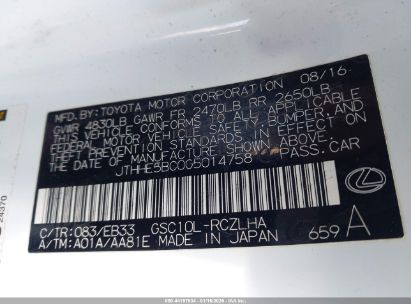 MFD. BY: TOYOTA MOTOR CORPORATION 08/16
GVWR 4830LB GAWR FR 2470LB RR 2650LB
THIS VEHICLE CONFORMS TO ALL APPLICABLE
FEDERAL MOTOR VEHICLE SAFETY, BUMPER, AND
THEFT PREVENTION STANDARDS IN EFFECT ON
THE DATE OF MANUFACTURE SHOWN ABOVE.
JTHHE5BC0G5014758 PASS. CAR
C/TR: 083/EB33 GSC10L-RCZLHA
A/TM: A01A/AA81E MADE IN JAPAN 659 A
24370